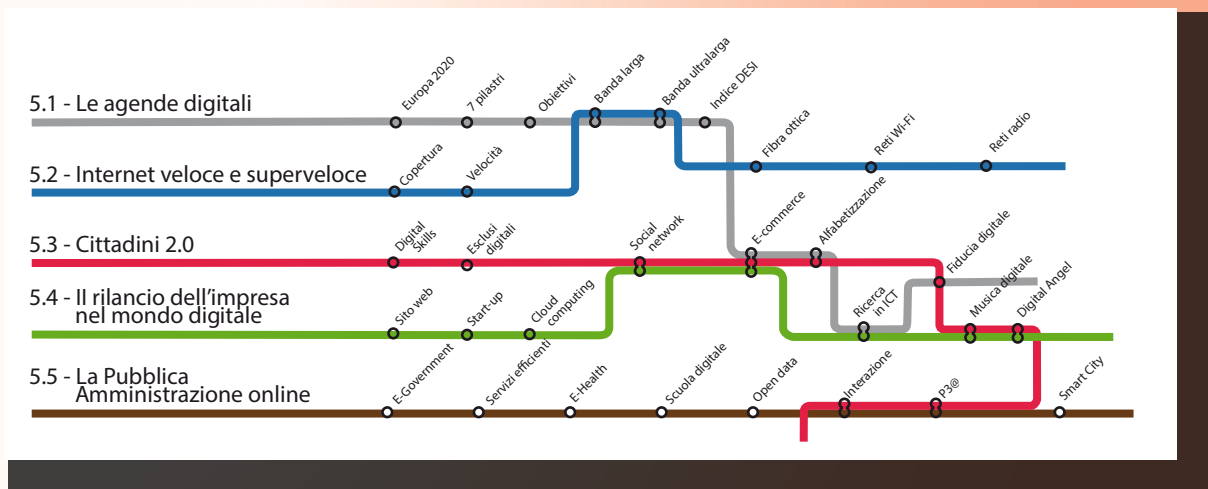 5.1 - Le agende digitali
Europa 2020
7 pilastri
Obiettivi
Banda larga
Banda ultralarga
Indice DESI
5.2 - Internet veloce e superveloce
Copertura
Velocità
Fibra ottica
Reti Wi-Fi
Reti radio
5.3 - Cittadini 2.0
Digital
Skills
Esclusi
digitali
Social
network
E-commerce
Alfabetizzazione
Fiducia digitale
5.4 - Il rilancio dell'impresa
nel mondo digitale
Sito web
Start-up
Cloud
computing
Ricerca
in ICT
Musica digitale
Digital Angel
5.5 - La Pubblica
Amministrazione online
E-Government
Servizi efficienti
E-Health
Scuola digitale
Open data
Interazione
P3@
Smart City